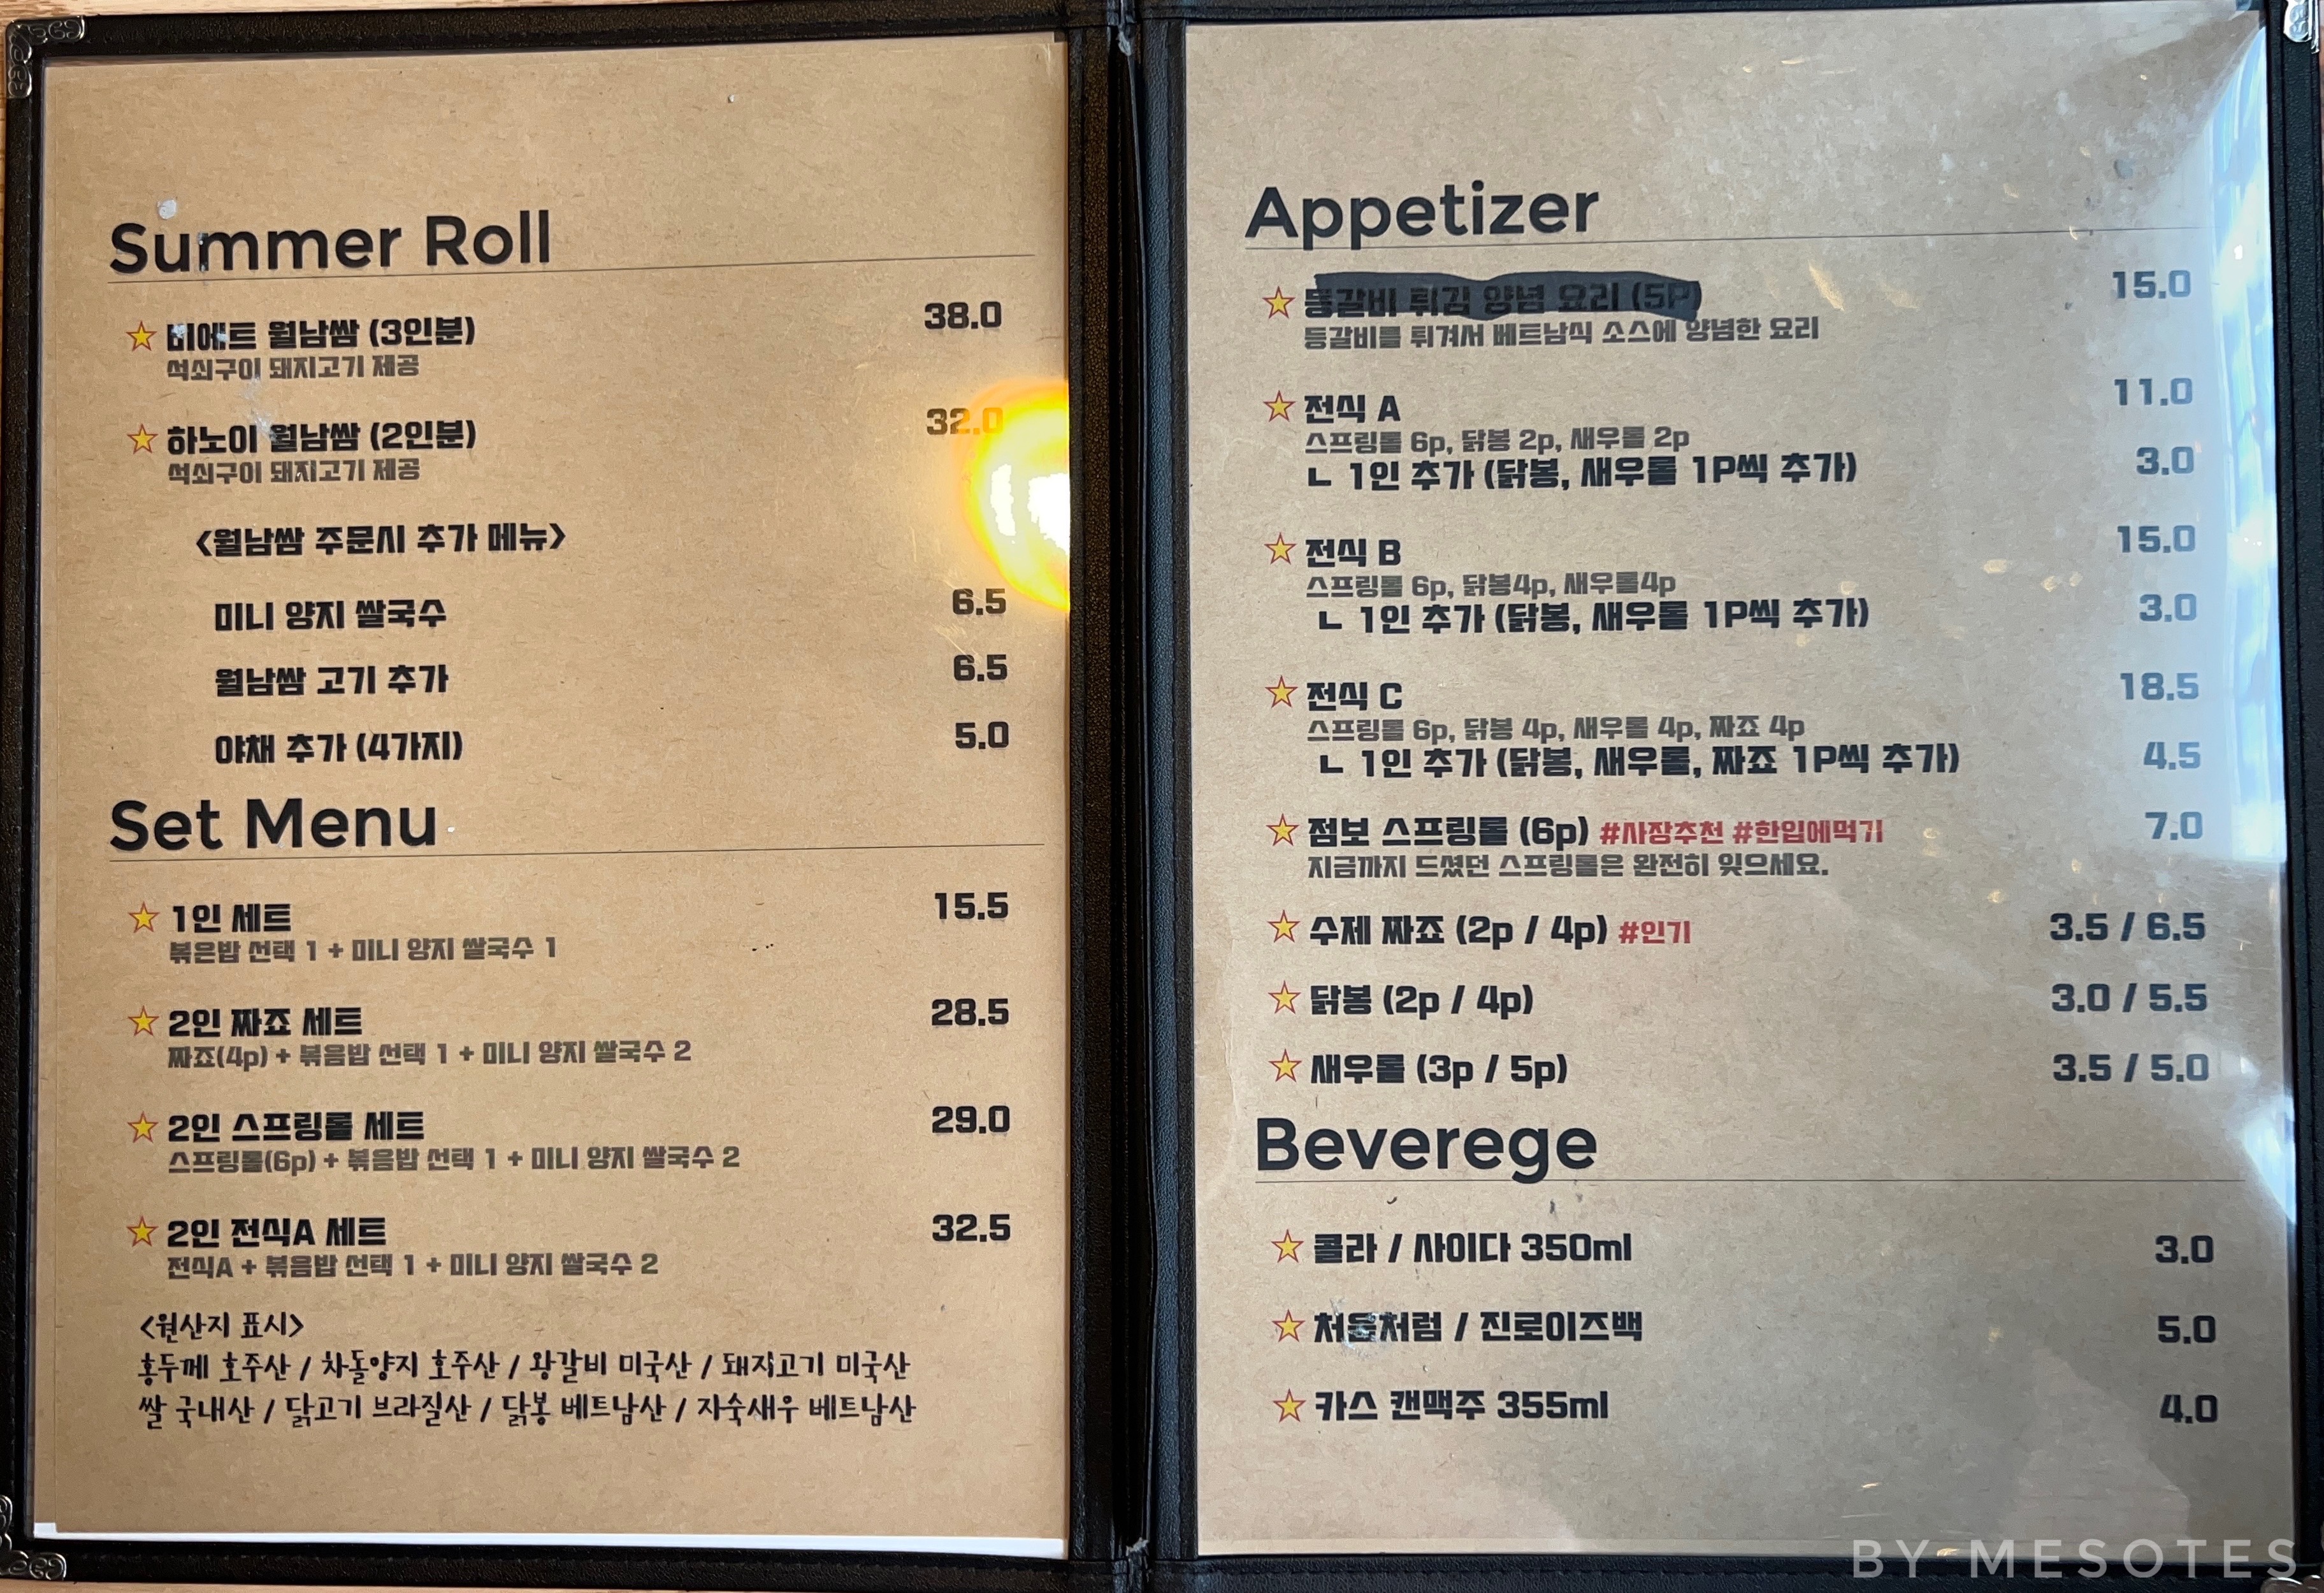 Summer Roll
비에트 월남쌈 (3인분) 38.0
석쇠구이 돼지고기 제공
하노이 월남쌈 (2인분) 32.0
석쇠구이 돼지고기 제공
<월남쌈 주문시 추가 메뉴>
미니 양지 쌀국수 6.5
월남쌈 고기 추가 6.5
야채 추가 (4가지) 5.0
Set Menu
1인 세트 15.5
볶은밥 선택 1 + 미니 양지 쌀국수 1
2인 짜죠 세트 28.5
짜죠(4p) + 볶음밥 선택 1 + 미니 양지 쌀국수 2
2인 스프링롤 세트 29.0
스프링롤(6p) + 볶음밥 선택 1 + 미니 양지 쌀국수 2
2인 전식A 세트 32.5
전식A + 볶음밥 선택 1 + 미니 양지 쌀국수 2
<원산지 표시>
홍두께 호주산 / 차돌양지 호주산 / 왕갈비 미국산 / 돼지고기 미국산
쌀 국내산 / 닭고기 브라질산 / 닭봉 베트남산 / 자숙새우 베트남산
Appetizer
등갈비 튀김 양념 요리 (5P) 15.0
등갈비를 튀겨서 베트남식 소스에 양념한 요리
전식 A 11.0
스프링롤 6p, 닭봉 2p, 새우롤 2p
ㄴ 1인 추가 (닭봉, 새우롤 1P씩 추가) 3.0
전식 B 15.0
스프링롤 6p, 닭봉4p, 새우롤4p
ㄴ 1인 추가 (닭봉, 새우롤 1P씩 추가) 3.0
전식 C 18.5
스프링롤 6p, 닭봉 4p, 새우롤 4p, 짜죠 4p
ㄴ 1인 추가 (닭봉, 새우롤, 짜죠 1P씩 추가) 4.5
점보 스프링롤 (6p) #사장추천 #한입에먹기 7.0
지금까지 드셨던 스프링롤은 완전히 잊으세요.
수제 짜죠 (2p / 4p) #인기 3.5 / 6.5
닭봉 (2p / 4p) 3.0 / 5.5
새우롤 (3p / 5p) 3.5 / 5.0
Beverege
콜라 / 사이다 350ml 3.0
처음처럼 / 진로이즈백 5.0
카스 캔맥주 355ml 4.0
BY MESOTES